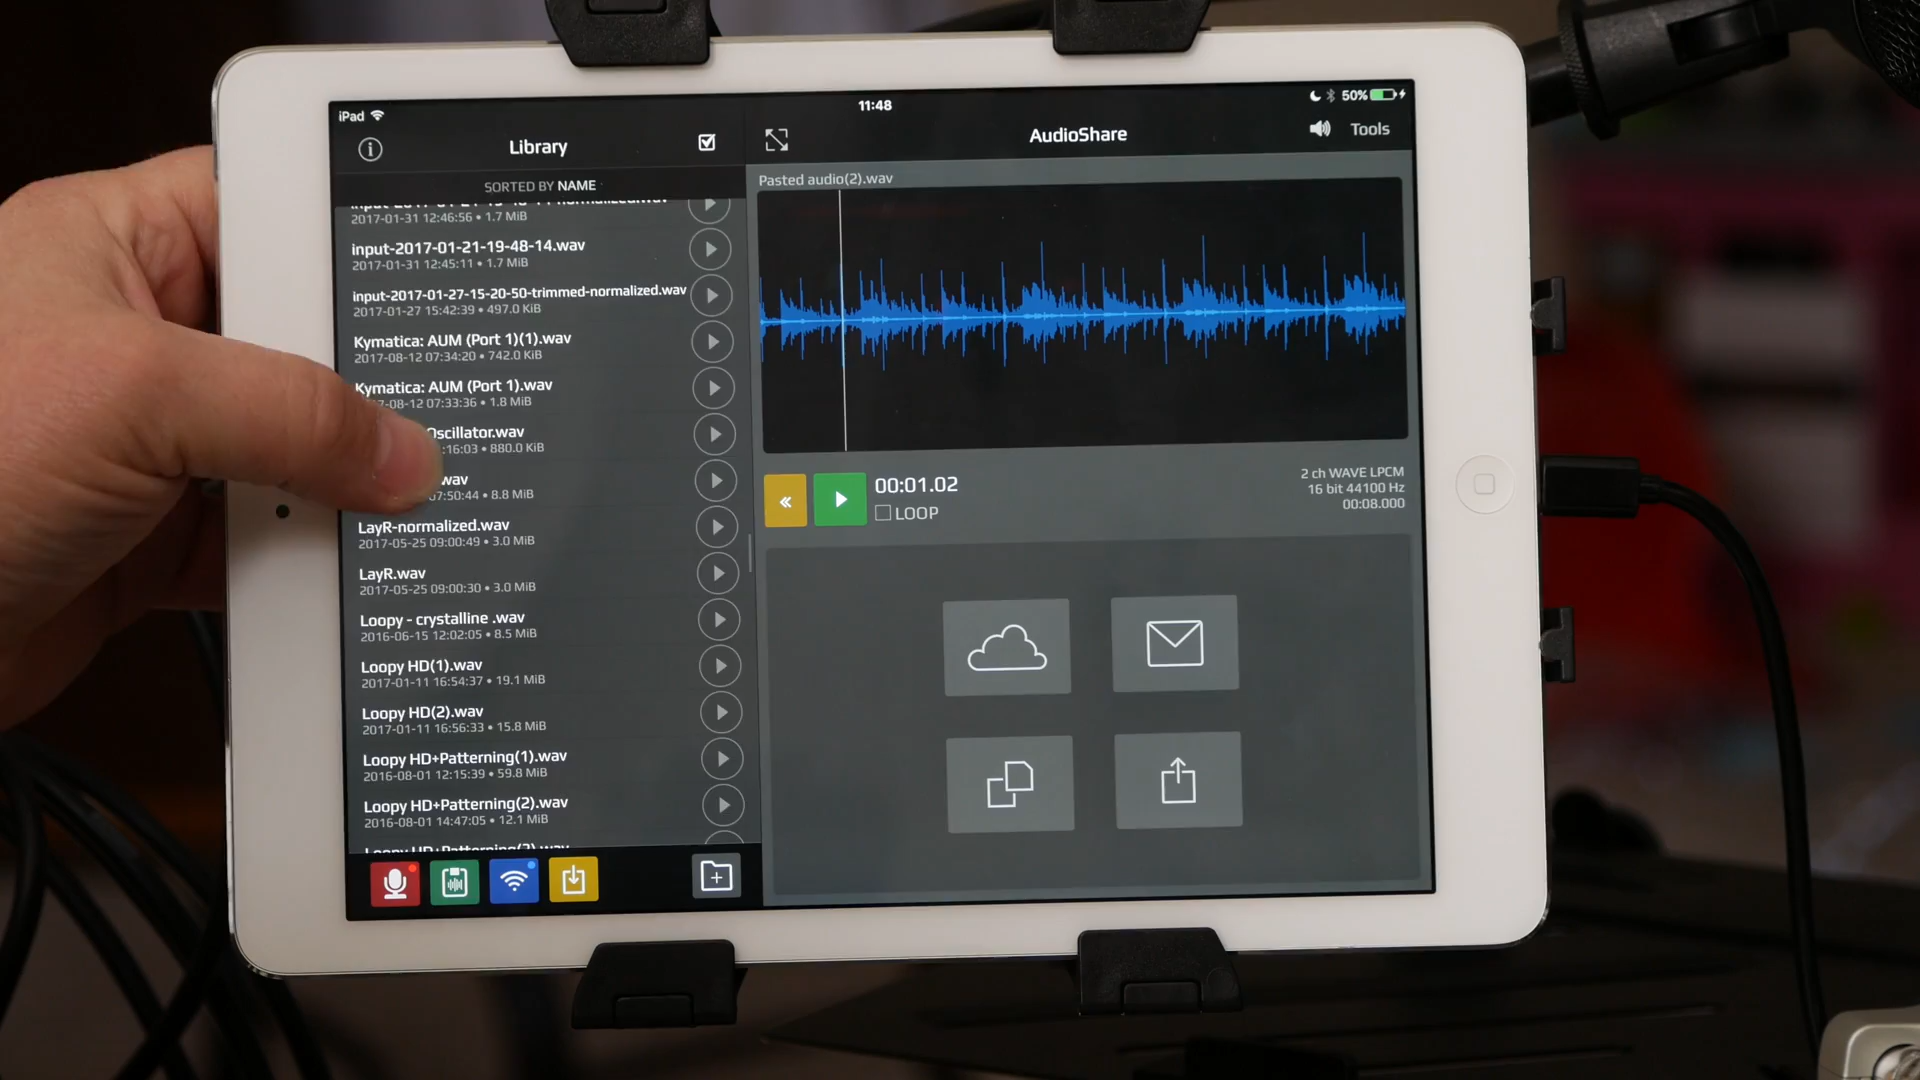 iPad
11:48
50%
Library
AudioShare
Tools
SORTED BY NAME
Pasted audio(2).wav
2017-01-31 12:46:56 • 1.7 MiB
input-2017-01-21-19-48-14.wav
2017-01-31 12:45:11 • 1.7 MiB
input-2017-01-27-15-20-50-trimmed-normalized.wav
2017-01-27 15:42:39 • 497.0 KiB
Kymatica: AUM (Port 1)(1).wav
2017-08-12 07:34:20 • 742.0 KiB
Kymatica: AUM (Port 1).wav
-08-12 07:33:36 • 1.8 MiB
Oscillator.wav
:16:03 • 880.0 KiB
.wav
07:50:44 • 8.8 MiB
LayR-normalized.wav
2017-05-25 09:00:49 • 3.0 MiB
LayR.wav
2017-05-25 09:00:30 • 3.0 MiB
Loopy - crystalline .wav
2016-06-15 12:02:05 • 8.5 MiB
Loopy HD(1).wav
2017-01-11 16:54:37 • 19.1 MiB
Loopy HD(2).wav
2017-01-11 16:56:33 • 15.8 MiB
Loopy HD+Patterning(1).wav
2016-08-01 12:15:39 • 59.8 MiB
Loopy HD+Patterning(2).wav
2016-08-01 14:47:05 • 12.1 MiB
00:01.02
LOOP
2 ch WAVE LPCM
16 bit 44100 Hz
00:08.000